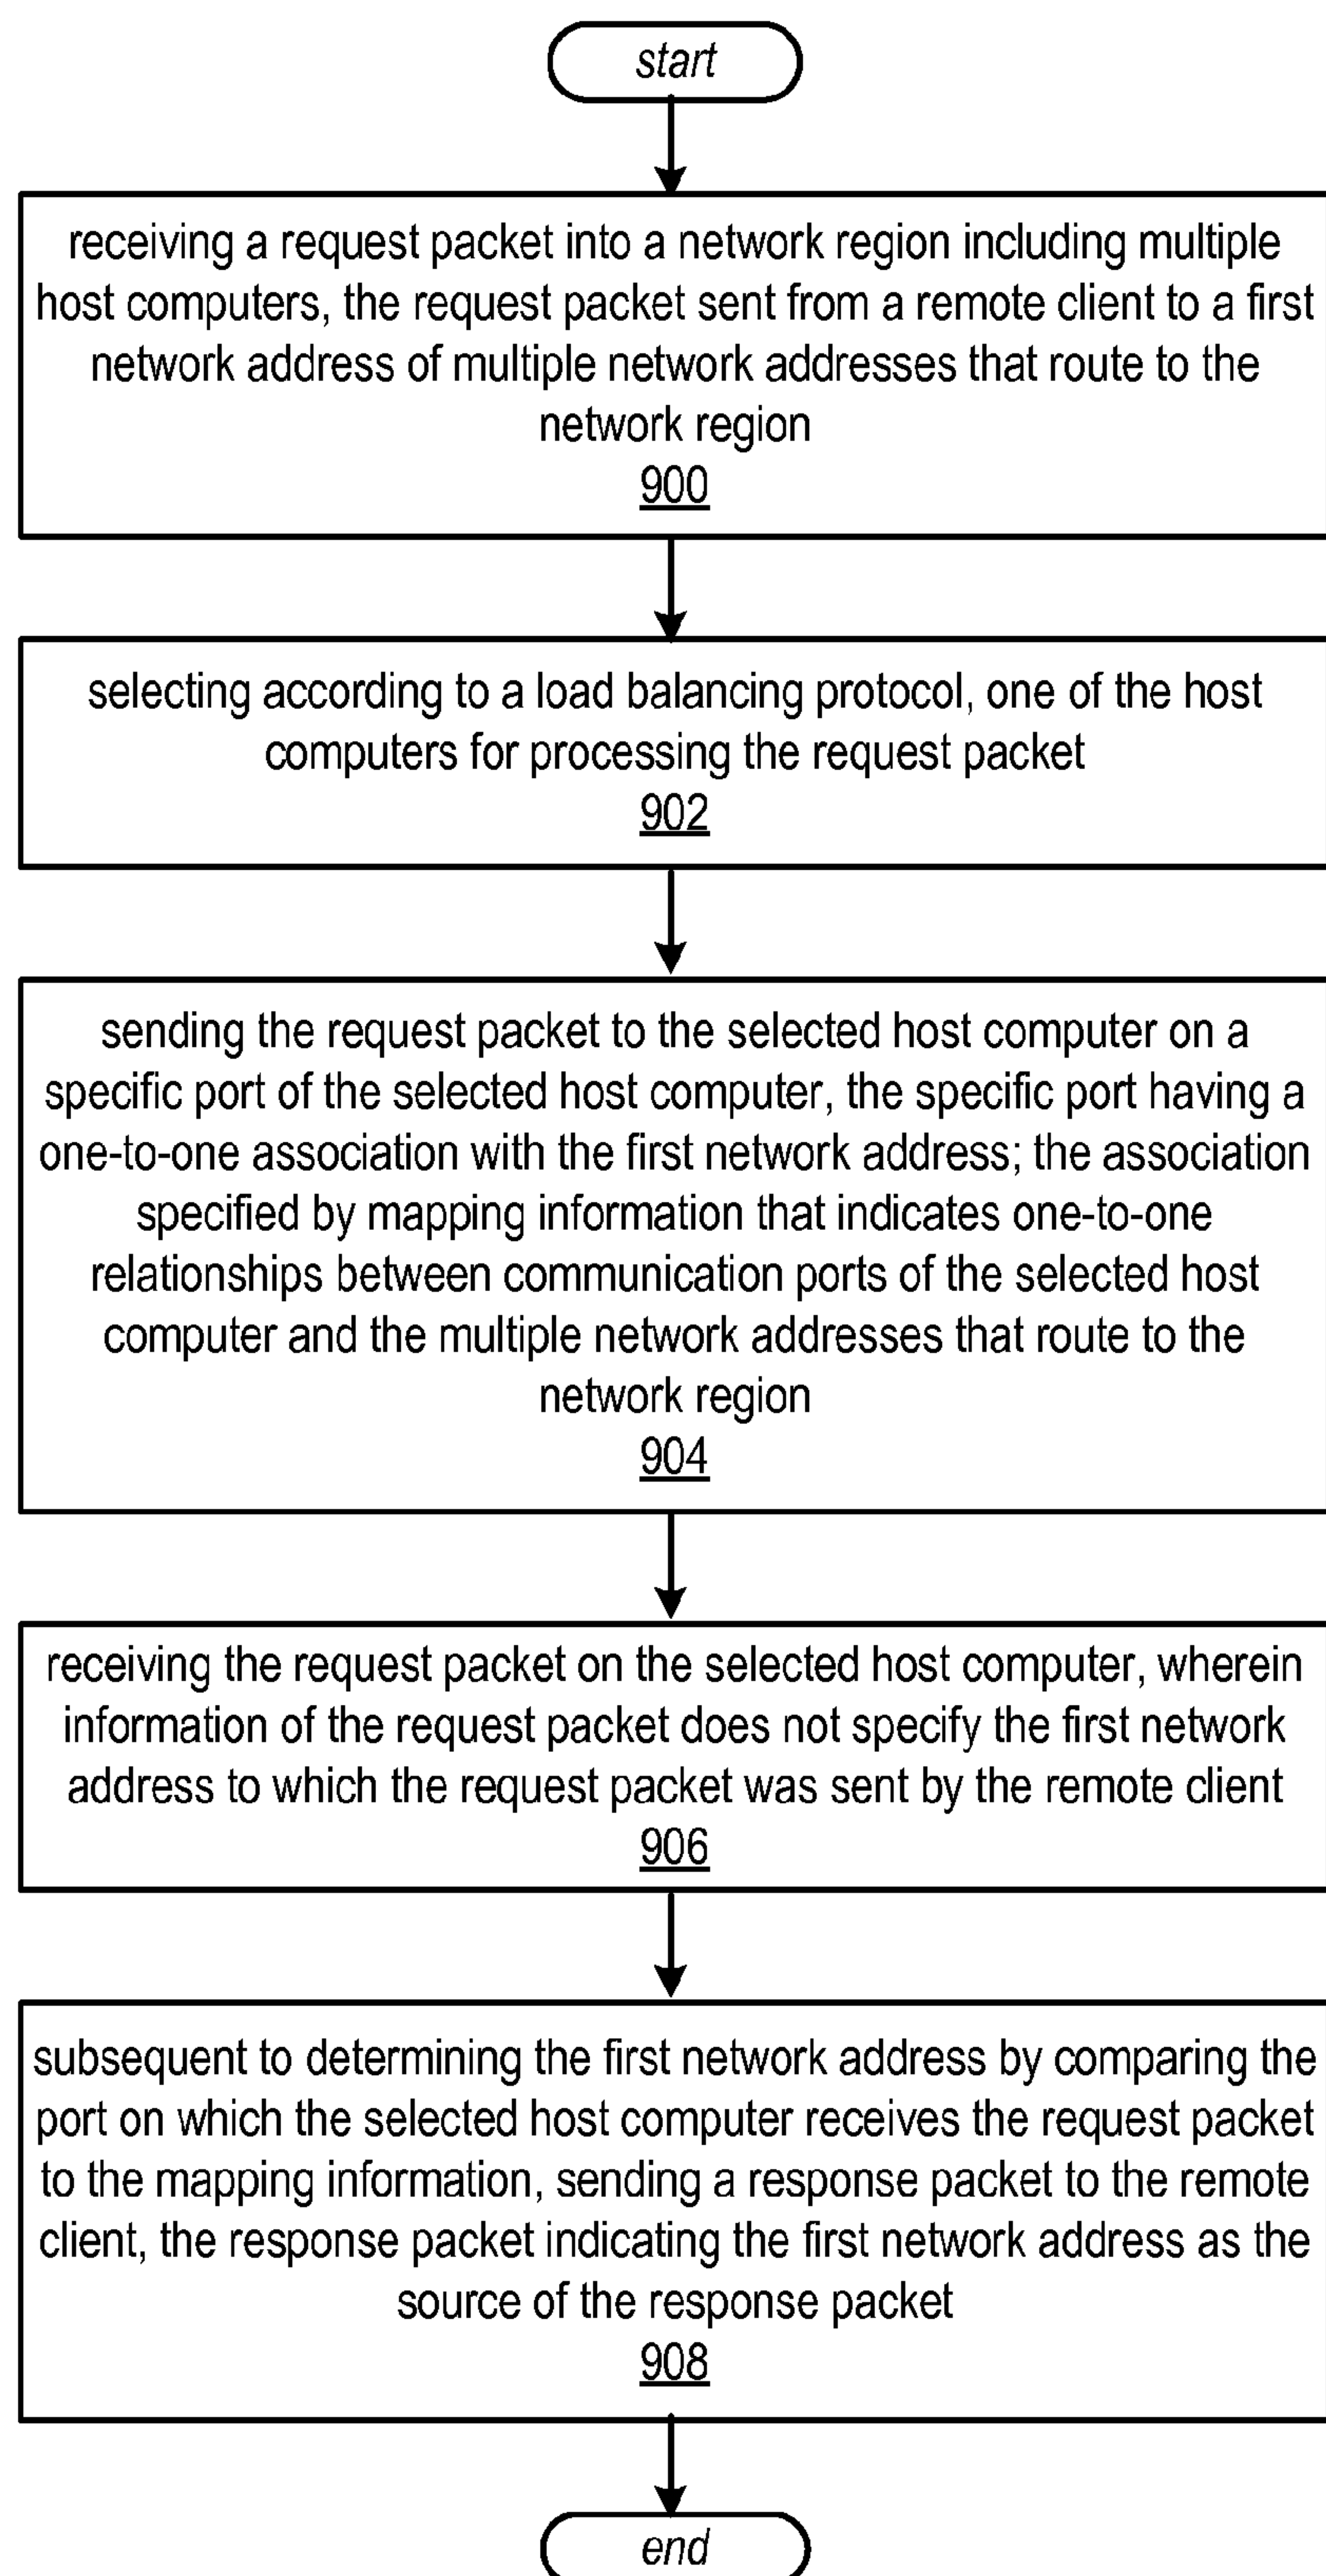 start
receiving a request packet into a network region including multiple
host computers, the request packet sent from a remote client to a first
network address of multiple network addresses that route to the
network region
900
selecting according to a load balancing protocol, one of the host
computers for processing the request packet
902
sending the request packet to the selected host computer on a
specific port of the selected host computer, the specific port having a
one-to-one association with the first network address; the association
specified by mapping information that indicates one-to-one
relationships between communication ports of the selected host
computer and the multiple network addresses that route to the
network region
904
receiving the request packet on the selected host computer, wherein
information of the request packet does not specify the first network
address to which the request packet was sent by the remote client
906
subsequent to determining the first network address by comparing the
port on which the selected host computer receives the request packet
to the mapping information, sending a response packet to the remote
client, the response packet indicating the first network address as the
source of the response packet
908
end